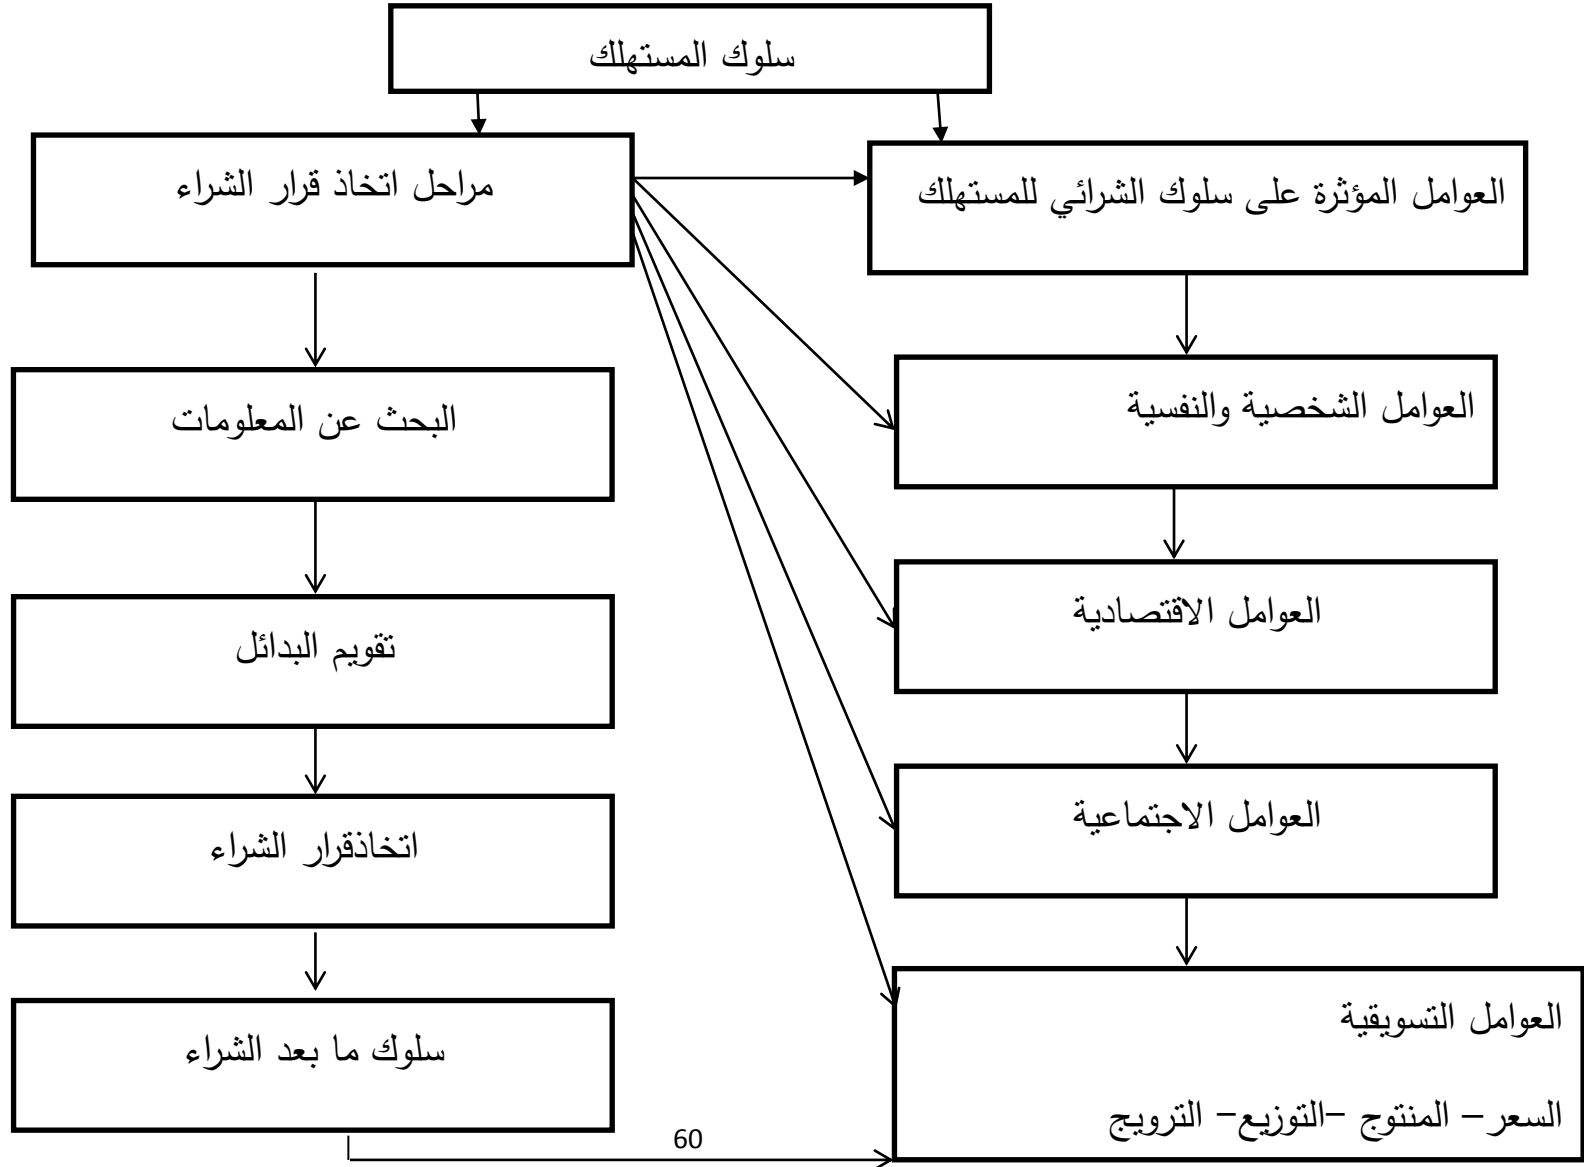 سلوك المستهلك
العوامل المؤثرة على سلوك الشرائي للمستهلك
مراحل اتخاذ قرار الشراء
العوامل الشخصية والنفسية
البحث عن المعلومات
العوامل الاقتصادية
تقويم البدائل
العوامل الاجتماعية
اتخاذقرار الشراء
العوامل التسويقية
السعر– المنتوج –التوزيع– الترويج
سلوك ما بعد الشراء
60